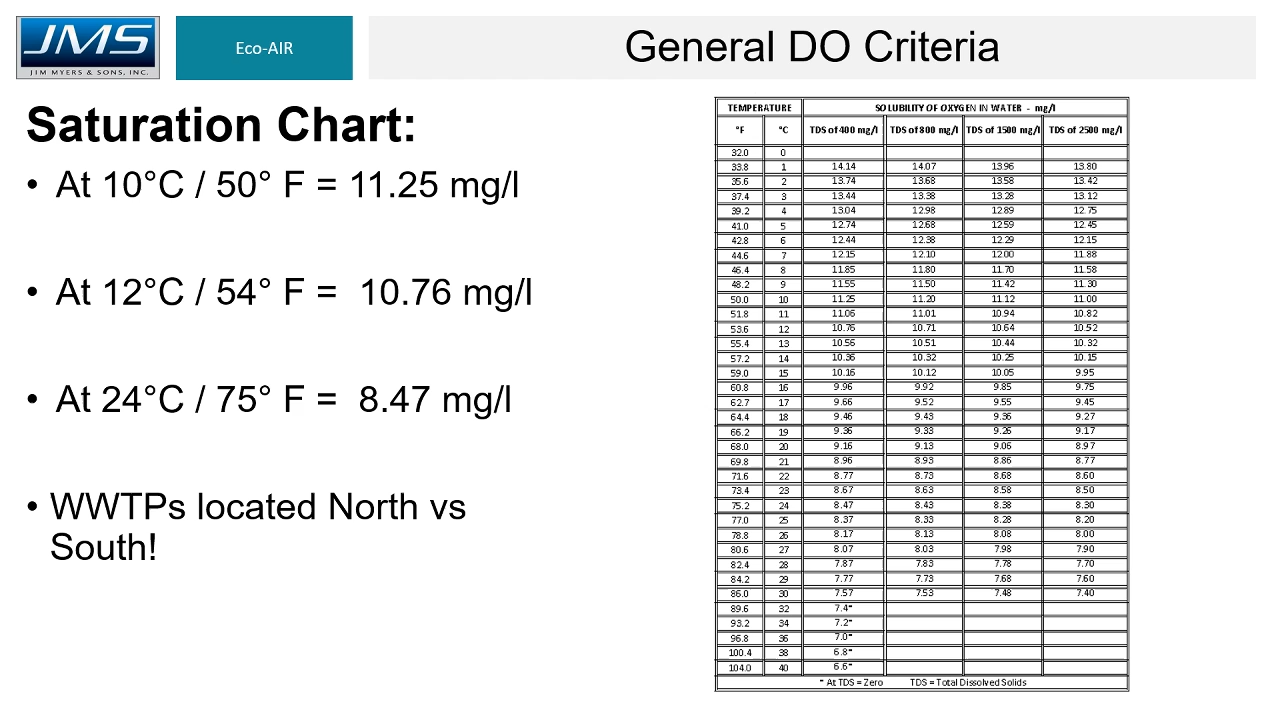 JMS
JIM MYERS & SONS, INC.
Eco-AIR
General DO Criteria
Saturation Chart:
• At 10°C / 50° F = 11.25 mg/l
• At 12°C / 54° F = 10.76 mg/l
• At 24°C / 75° F = 8.47 mg/l
• WWTPs located North vs
South!
TEMPERATURE SOLUBILITY OF OXYGEN IN WATER - mg/l
°F °C TDS of 400 mg/l TDS of 800 mg/l TDS of 1500 mg/l TDS of 2500 mg/l
32.0 0
33.8 1 14.14 14.07 13.96 13.80
35.6 2 13.74 13.68 13.58 13.42
37.4 3 13.44 13.38 13.28 13.12
39.2 4 13.04 12.98 12.89 12.75
41.0 5 12.74 12.68 12.59 12.45
42.8 6 12.44 12.38 12.29 12.15
44.6 7 12.15 12.10 12.00 11.88
46.4 8 11.85 11.80 11.70 11.58
48.2 9 11.55 11.50 11.42 11.30
50.0 10 11.25 11.20 11.12 11.00
51.8 11 11.06 11.01 10.94 10.82
53.6 12 10.76 10.71 10.64 10.52
55.4 13 10.56 10.51 10.44 10.32
57.2 14 10.36 10.32 10.25 10.15
59.0 15 10.16 10.12 10.05 9.95
60.8 16 9.96 9.92 9.85 9.75
62.7 17 9.66 9.52 9.55 9.45
64.4 18 9.46 9.43 9.36 9.27
66.2 19 9.36 9.33 9.26 9.17
68.0 20 9.16 9.13 9.06 8.97
69.8 21 8.96 8.93 8.86 8.77
71.6 22 8.77 8.73 8.68 8.60
73.4 23 8.67 8.63 8.58 8.50
75.2 24 8.47 8.43 8.38 8.30
77.0 25 8.37 8.33 8.28 8.20
78.8 26 8.17 8.13 8.08 8.00
80.6 27 8.07 8.03 7.98 7.90
82.4 28 7.87 7.83 7.78 7.70
84.2 29 7.77 7.73 7.68 7.60
86.0 30 7.57 7.53 7.48 7.40
89.6 32 7.4*
93.2 34 7.2*
96.8 36 7.0*
100.4 38 6.8*
104.0 40 6.6*
* At TDS = Zero TDS = Total Dissolved Solids